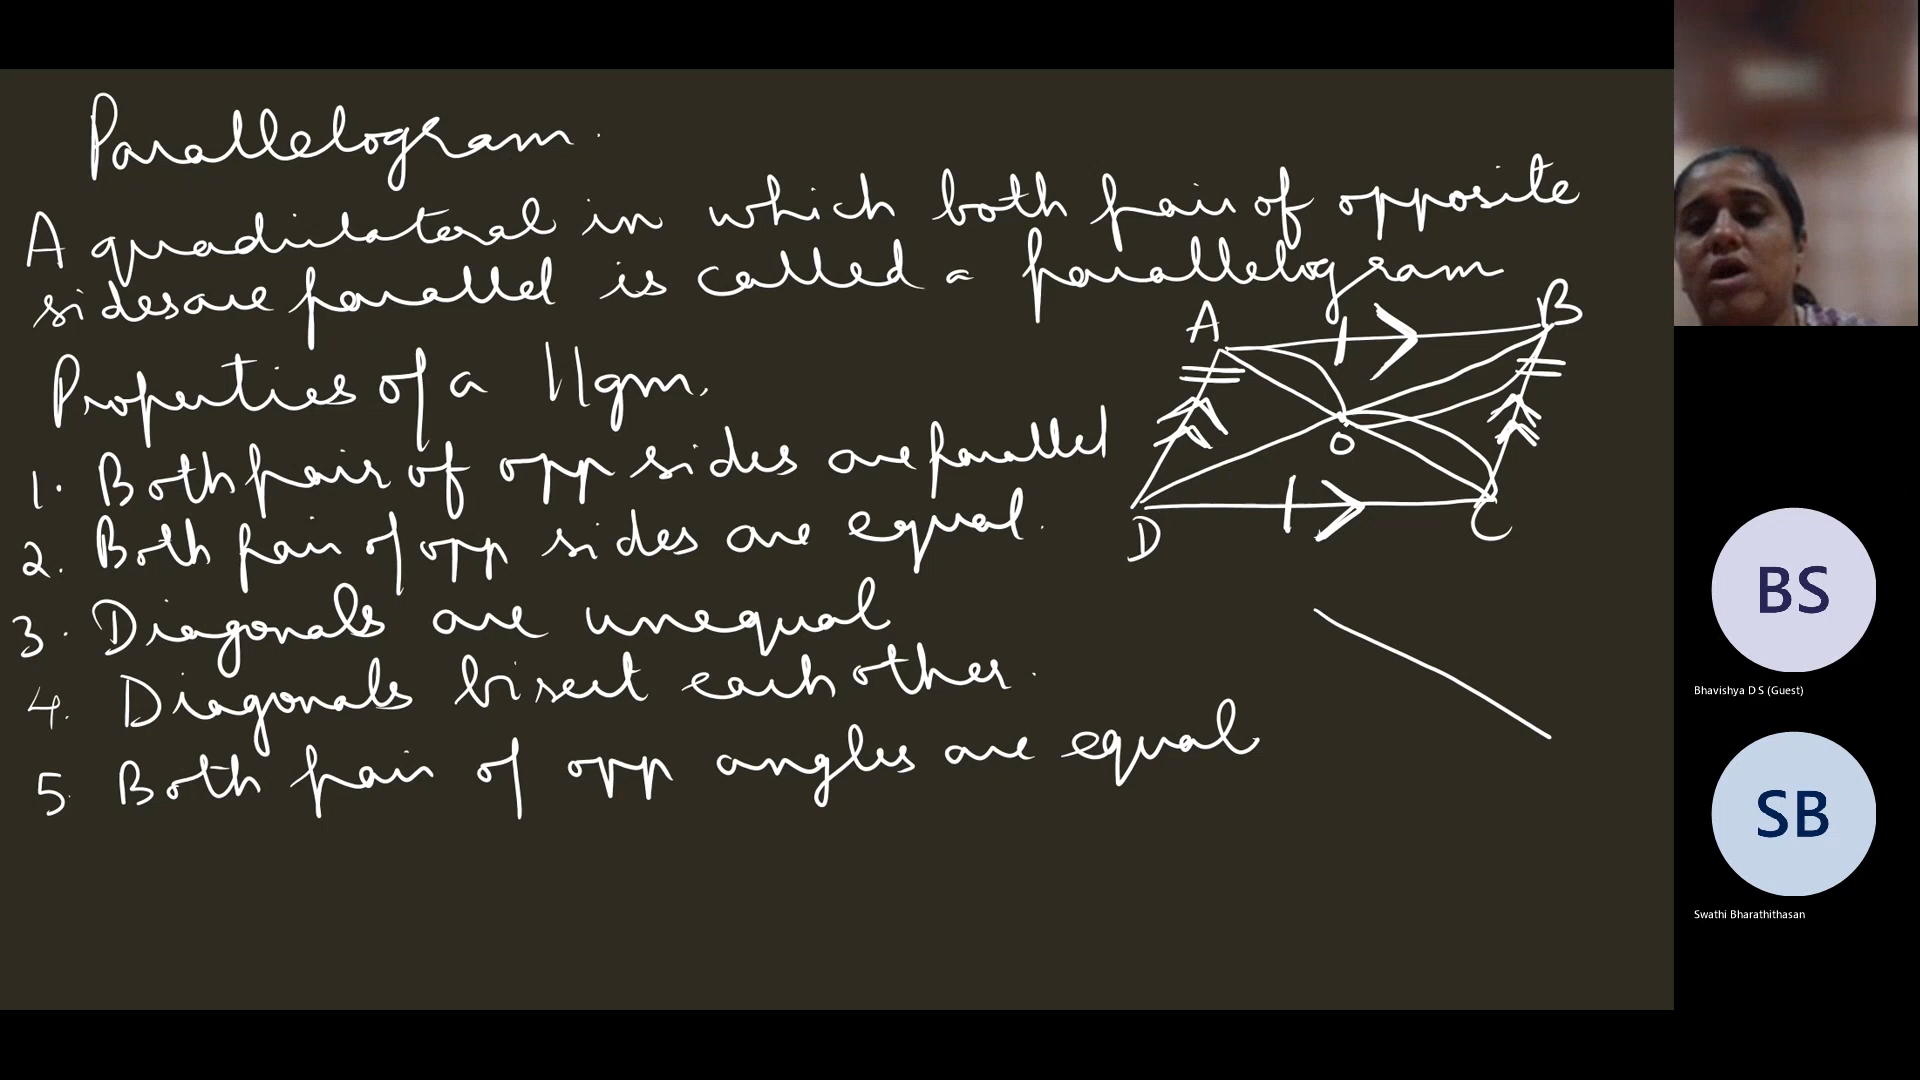 Parallelogram.
A quadrilateral in which both pair of opposite
sides are parallel is called a parallelogram
Properties of a ||gm.
1. Both pair of opp sides are parallel
2. Both pair of opp sides are equal.
3. Diagonals are unequal
4. Diagonals bisect each other.
5. Both pair of opp angles are equal
A
B
O
D
C
BS
Bhavishya D S (Guest)
SB
Swathi Bharathithasan